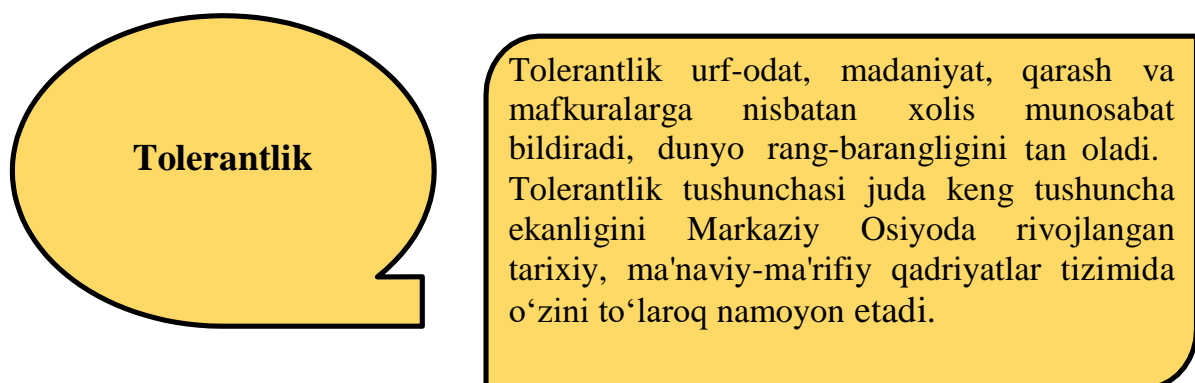 Tolerantlik
Tolerantlik urf-odat, madaniyat, qarash va
mafkuralarga nisbatan xolis munosabat
bildiradi, dunyo rang-barangligini tan oladi.
Tolerantlik tushunchasi juda keng tushuncha
ekanligini Markaziy Osiyoda rivojlangan
tarixiy, ma'naviy-ma'rifiy qadriyatlar tizimida
o‘zini to‘laroq namoyon etadi.